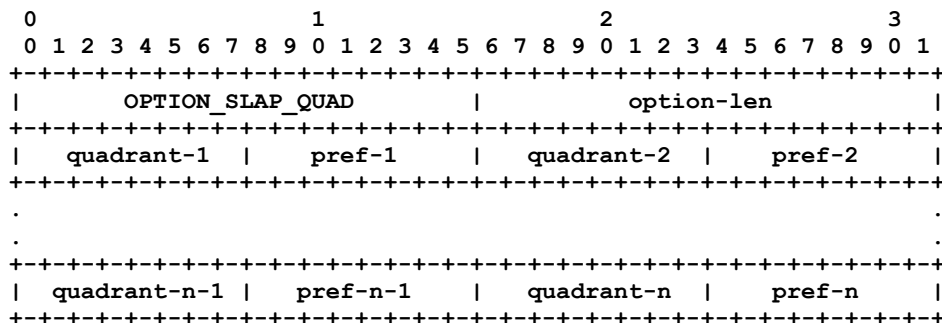 0                   1                   2                   3
 0 1 2 3 4 5 6 7 8 9 0 1 2 3 4 5 6 7 8 9 0 1 2 3 4 5 6 7 8 9 0 1
+-+-+-+-+-+-+-+-+-+-+-+-+-+-+-+-+-+-+-+-+-+-+-+-+-+-+-+-+-+-+-+-+
|       OPTION_SLAP_QUAD        |          option-len           |
+-+-+-+-+-+-+-+-+-+-+-+-+-+-+-+-+-+-+-+-+-+-+-+-+-+-+-+-+-+-+-+-+
|   quadrant-1  |    pref-1     |   quadrant-2  |    pref-2     |
+-+-+-+-+-+-+-+-+-+-+-+-+-+-+-+-+-+-+-+-+-+-+-+-+-+-+-+-+-+-+-+-+
.                                                               .
.                                                               .
+-+-+-+-+-+-+-+-+-+-+-+-+-+-+-+-+-+-+-+-+-+-+-+-+-+-+-+-+-+-+-+-+
|  quadrant-n-1 |   pref-n-1    |   quadrant-n  |    pref-n     |
+-+-+-+-+-+-+-+-+-+-+-+-+-+-+-+-+-+-+-+-+-+-+-+-+-+-+-+-+-+-+-+-+